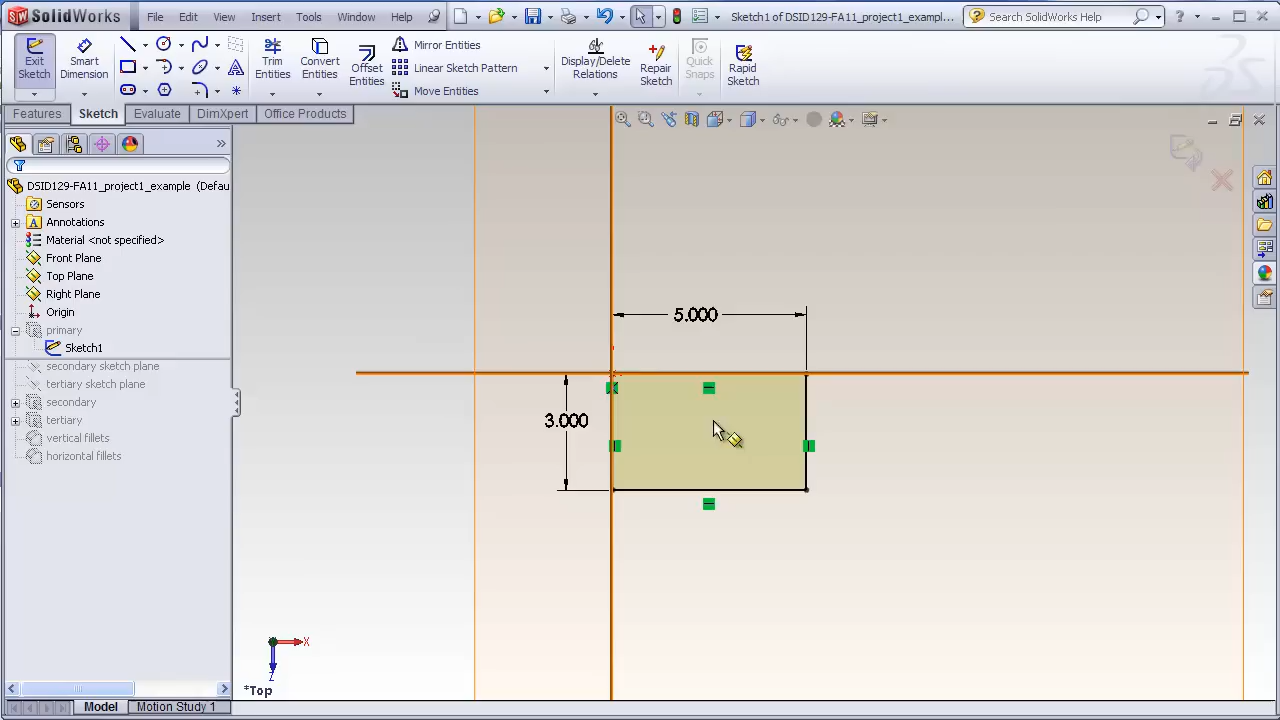 SolidWorks File Edit View Insert Tools Window Help Sketch1 of DSID129-FA11_project1_exampl... Search SolidWorks Help
Exit Sketch
Smart Dimension
Trim Entities
Convert Entities
Offset Entities
Mirror Entities
Linear Sketch Pattern
Move Entities
Display/Delete Relations
Repair Sketch
Quick Snaps
Rapid Sketch
Features Sketch Evaluate DimXpert Office Products
DSID129-FA11_project1_example (Defau
Sensors
Annotations
Material <not specified>
Front Plane
Top Plane
Right Plane
Origin
primary
Sketch1
secondary sketch plane
tertiary sketch plane
secondary
tertiary
vertical fillets
horizontal fillets
5.000
3.000
X
Z
*Top
Model Motion Study 1